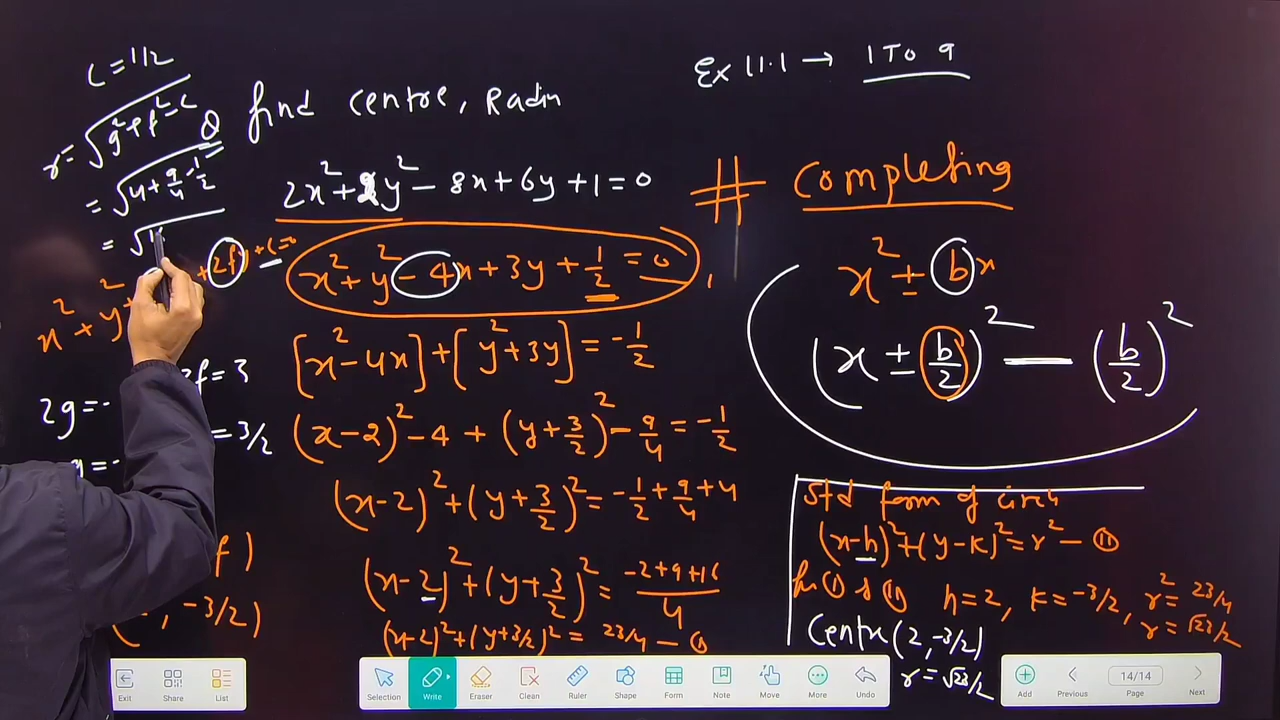 C = 1/2
r = √g²+f²-c
= √4+9/4-1/2
= √
Q find centre, Radiu
2x²+2y²-8x+6y+1=0
x²+y²-4x+3y+1/2=0,
[x²-4x]+[y²+3y]=-1/2
(x-2)²-4+(y+3/2)²-9/4=-1/2
(x-2)²+(y+3/2)²=-1/2+9/4+4
(x-2)²+(y+3/2)²=-2+9+16/4
(x-2)²+(y+3/2)²=23/4-①
x²+y²
+2fy+c=0
2g=-
2f=3
=3/2
f)
, -3/2)
Ex 11.1 → 1 TO 9
# Completing
x²±bx
(x±b/2)²-(b/2)²
Std form of circle
(x-h)²+(y-k)²=r²-⑪
h=2, k=-3/2, r²=23/4
r=√23/2
Centre(2,-3/2)
r=√23/2
Exit
Share
List
Selection
Write
Eraser
Clean
Ruler
Shape
Form
Note
Move
More
Undo
Add
Previous
14/14
Page
Next